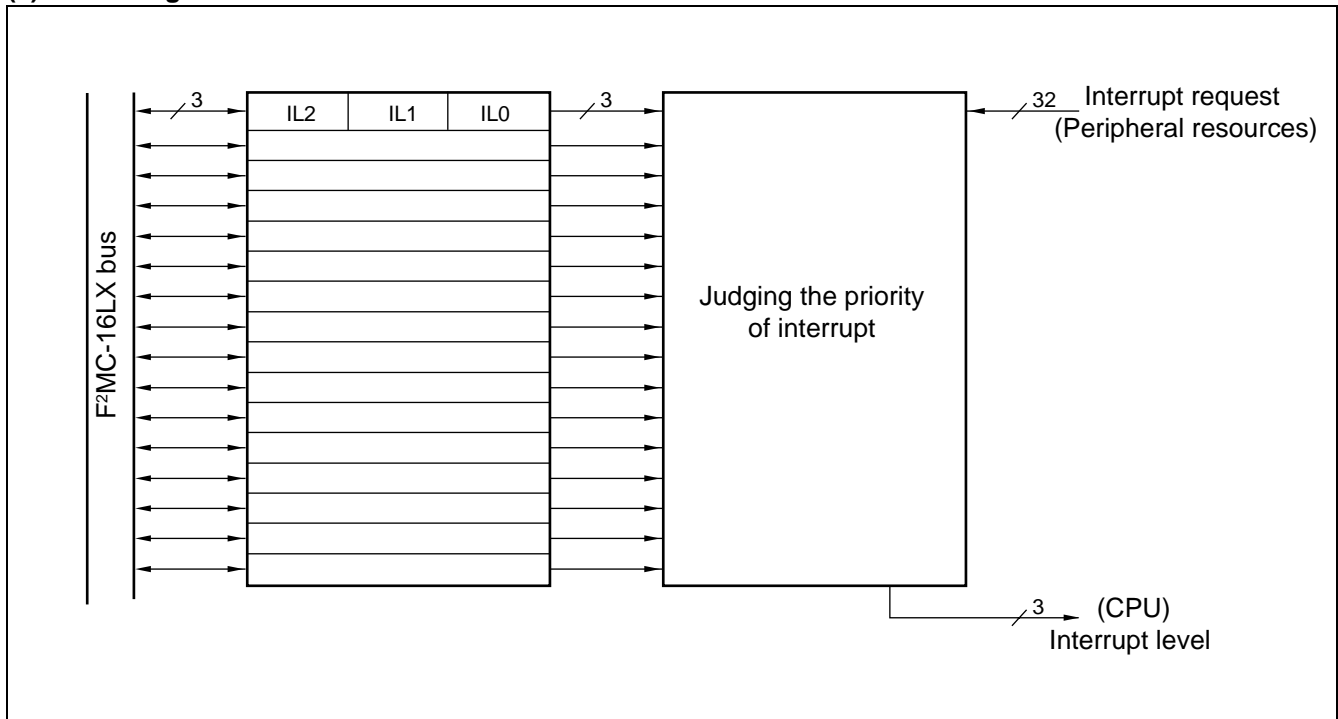 3
IL2 IL1 IL0
3
32 Interrupt request
(Peripheral resources)
F²MC-16LX bus
Judging the priority
of interrupt
3 (CPU)
Interrupt level